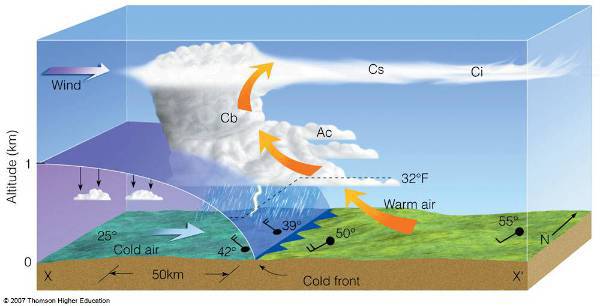 Wind
Cs
Ci
Cb
Ac
Altitude (km)
1
32°F
Warm air
25°
39°
55°
Cold air
42°
50°
N
0
X
50km
Cold front
X'
© 2007 Thomson Higher Education